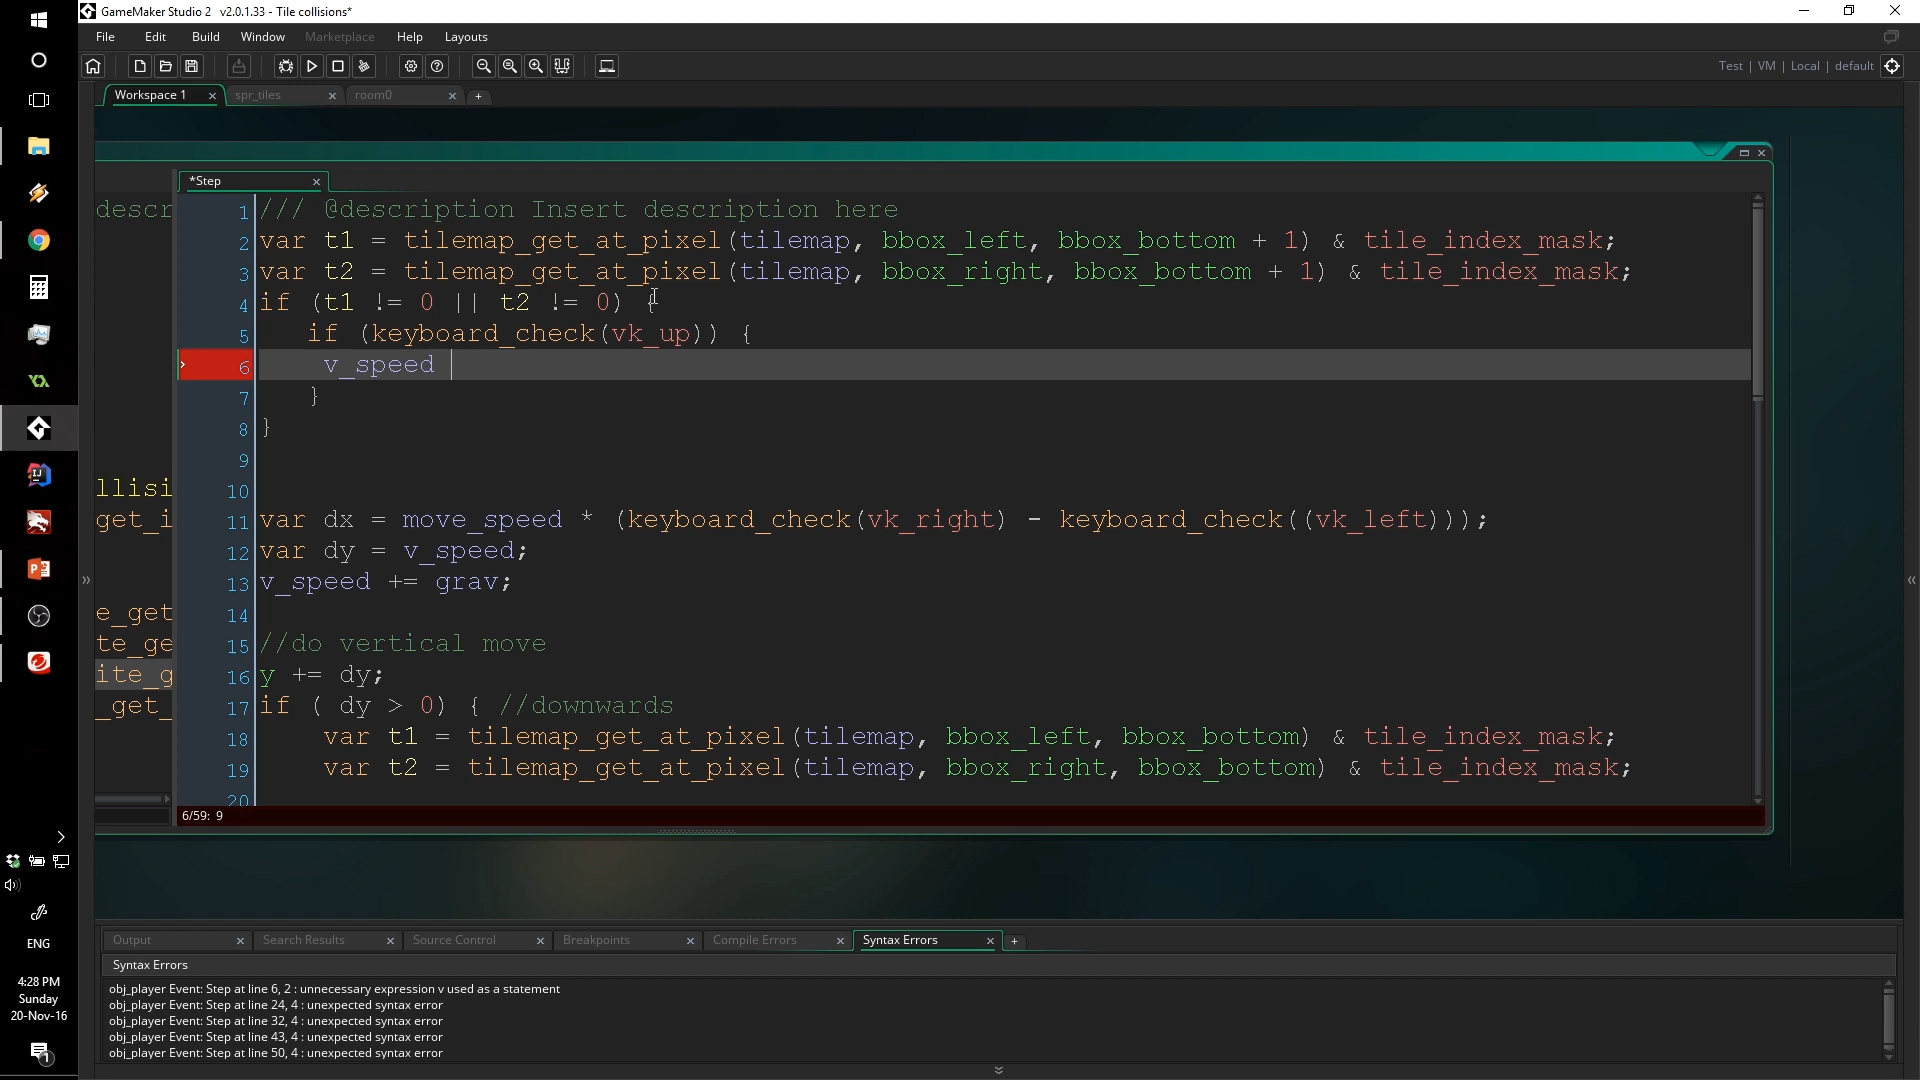 GameMaker Studio 2 v2.0.1.33 - Tile collisions*
File Edit Build Window Marketplace Help Layouts
Test | VM | Local | default
Workspace 1 spr_tiles room0
*Step
descr
llisi
get_i
e_get
te_ge
ite_g
_get_
1 /// @description Insert description here
2 var t1 = tilemap_get_at_pixel(tilemap, bbox_left, bbox_bottom + 1) & tile_index_mask;
3 var t2 = tilemap_get_at_pixel(tilemap, bbox_right, bbox_bottom + 1) & tile_index_mask;
4 if (t1 != 0 || t2 != 0) {
5 if (keyboard_check(vk_up)) {
6 v_speed
7 }
8 }
9
10
11 var dx = move_speed * (keyboard_check(vk_right) - keyboard_check((vk_left)));
12 var dy = v_speed;
13 v_speed += grav;
14
15 //do vertical move
16 y += dy;
17 if ( dy > 0) { //downwards
18 var t1 = tilemap_get_at_pixel(tilemap, bbox_left, bbox_bottom) & tile_index_mask;
19 var t2 = tilemap_get_at_pixel(tilemap, bbox_right, bbox_bottom) & tile_index_mask;
20
6/59: 9
Output Search Results Source Control Breakpoints Compile Errors Syntax Errors
Syntax Errors
obj_player Event: Step at line 6, 2 : unnecessary expression v used as a statement
obj_player Event: Step at line 24, 4 : unexpected syntax error
obj_player Event: Step at line 32, 4 : unexpected syntax error
obj_player Event: Step at line 43, 4 : unexpected syntax error
obj_player Event: Step at line 50, 4 : unexpected syntax error
ENG
4:28 PM
Sunday
20-Nov-16
1